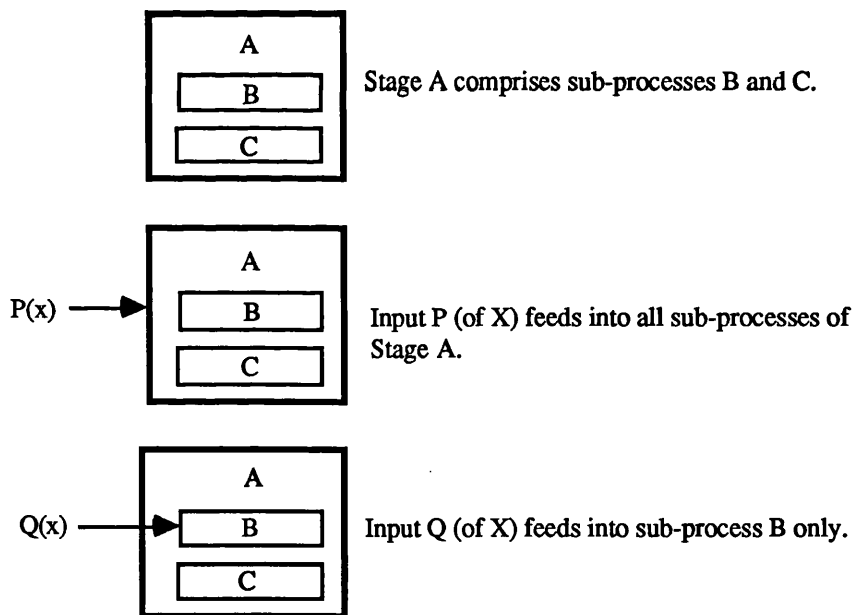 A
B
C
Stage A comprises sub-processes B and C.
P(x)
A
B
C
Input P (of X) feeds into all sub-processes of
Stage A.
Q(x)
A
B
C
Input Q (of X) feeds into sub-process B only.